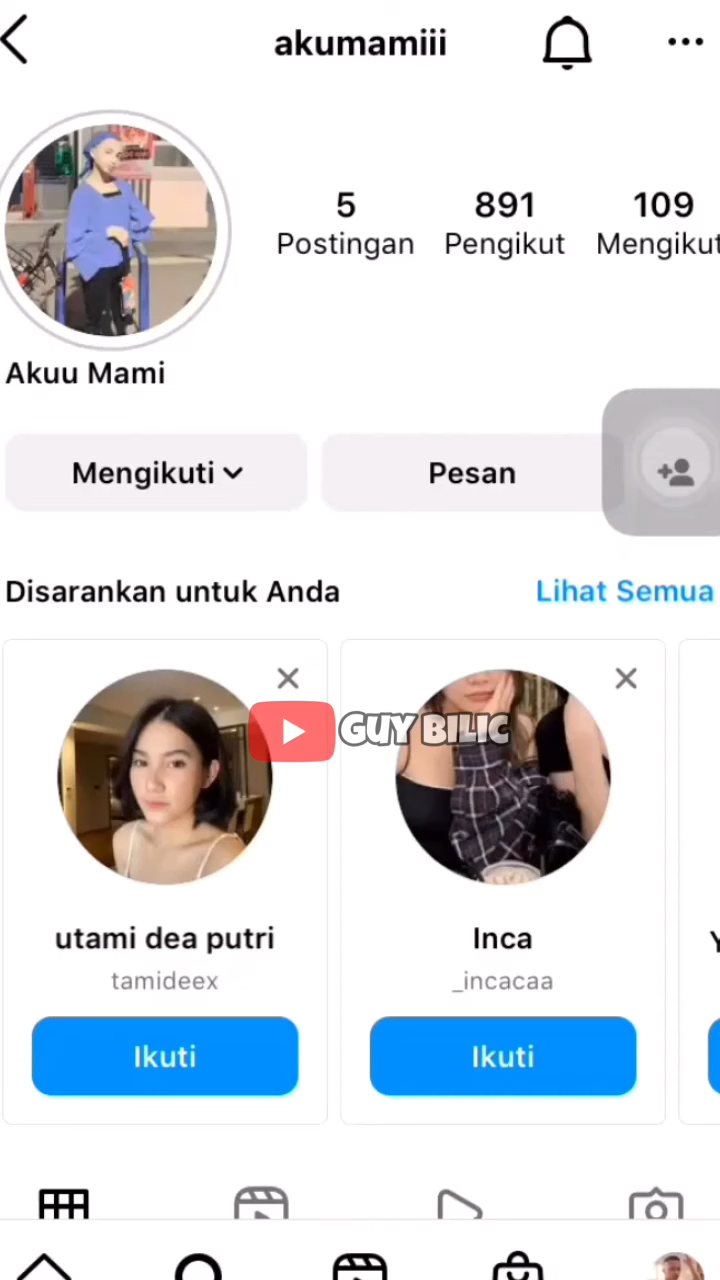 akumamiii
5 891 109
Postingan Pengikut Mengikut
Akuu Mami
Mengikuti Pesan
Disarankan untuk Anda Lihat Semua
GUY BILIC
utami dea putri Inca
tamideex _incacaa
Ikuti Ikuti